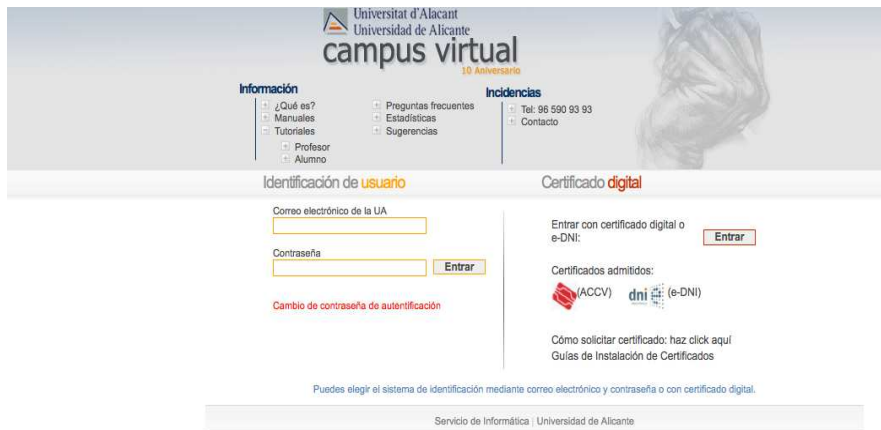 Universitat d'Alacant
Universidad de Alicante
campus virtual
10 Aniversario
Información
¿Qué es?
Manuales
Tutoriales
Profesor
Alumno
Preguntas frecuentes
Estadísticas
Sugerencias
Incidencias
Tel: 96 590 93 93
Contacto
Identificación de usuario
Correo electrónico de la UA
Contraseña
Entrar
Cambio de contraseña de autentificación
Certificado digital
Entrar con certificado digital o
e-DNI:
Entrar
Certificados admitidos:
(ACCV) dni (e-DNI)
Cómo solicitar certificado: haz click aquí
Guías de Instalación de Certificados
Puedes elegir el sistema de identificación mediante correo electrónico y contraseña o con certificado digital.
Servicio de Informática | Universidad de Alicante